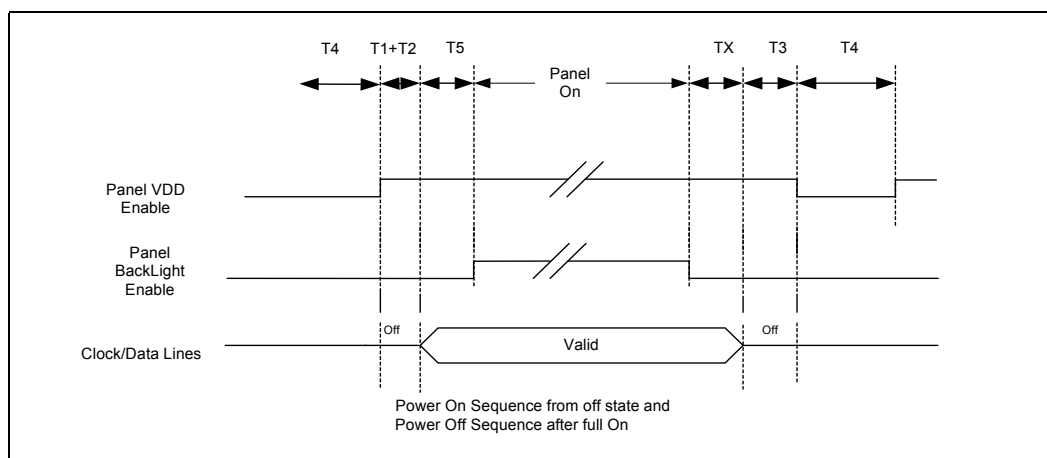 T4 T1+T2 T5 TX T3 T4
Panel
On
Panel VDD
Enable
Panel
BackLight
Enable
Off Off
Clock/Data Lines Valid
Power On Sequence from off state and
Power Off Sequence after full On